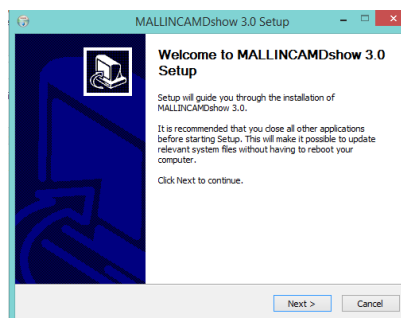 MALLINCAMDshow 3.0 Setup
Welcome to MALLINCAMDshow 3.0
Setup
Setup will guide you through the installation of
MALLINCAMDshow 3.0.
It is recommended that you close all other applications
before starting Setup. This will make it possible to update
relevant system files without having to reboot your
computer.
Click Next to continue.
Next >
Cancel